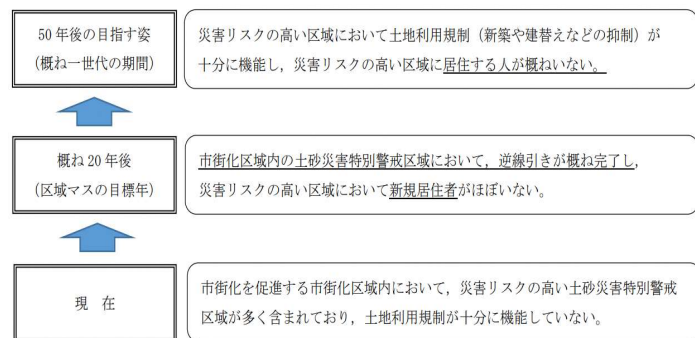 50年後の目指す姿
(概ね一世代の期間)
災害リスクの高い区域において土地利用規制（新築や建替えなどの抑制）が
十分に機能し，災害リスクの高い区域に居住する人が概ねいない。
概ね20年後
(区域マスの目標年)
市街化区域内の土砂災害特別警戒区域において，逆線引きが概ね完了し，
災害リスクの高い区域において新規居住者がほぼいない。
現　在
市街化を促進する市街化区域内において，災害リスクの高い土砂災害特別警戒
区域が多く含まれており，土地利用規制が十分に機能していない。